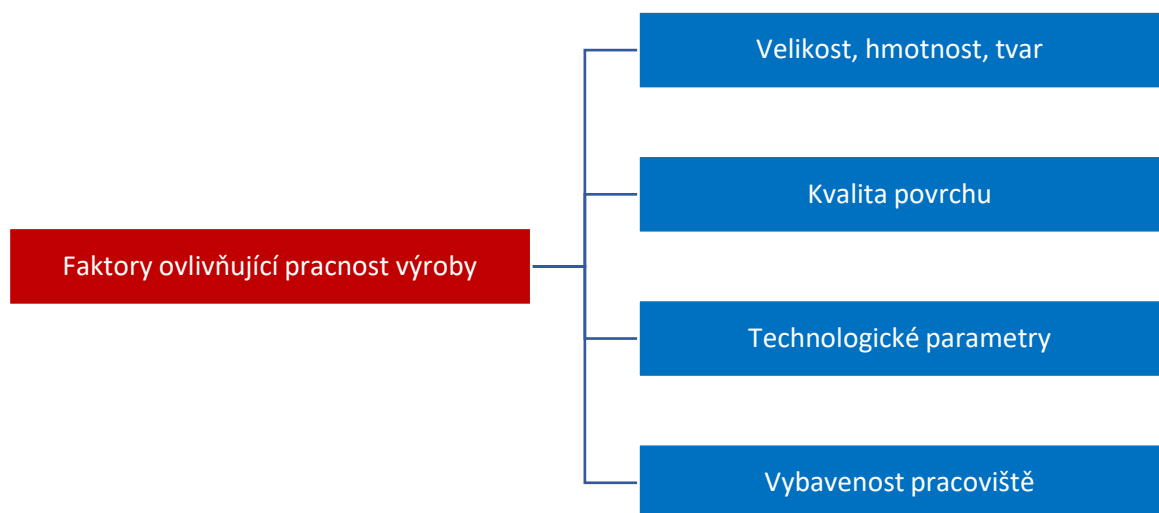 Velikost, hmotnost, tvar
Kvalita povrchu
Faktory ovlivňující pracnost výroby
Technologické parametry
Vybavenost pracoviště